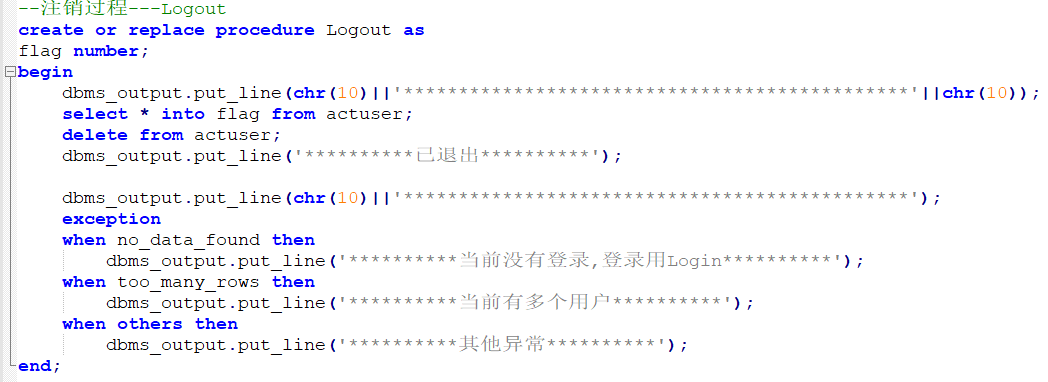 --注销过程---Logout
create or replace procedure Logout as
flag number;
begin
dbms_output.put_line(chr(10)||'**********************************************'||chr(10));
select * into flag from actuser;
delete from actuser;
dbms_output.put_line('**********已退出**********');
dbms_output.put_line(chr(10)||'**********************************************');
exception
when no_data_found then
dbms_output.put_line('**********当前没有登录,登录用Login**********');
when too_many_rows then
dbms_output.put_line('**********当前有多个用户**********');
when others then
dbms_output.put_line('**********其他异常**********');
end;